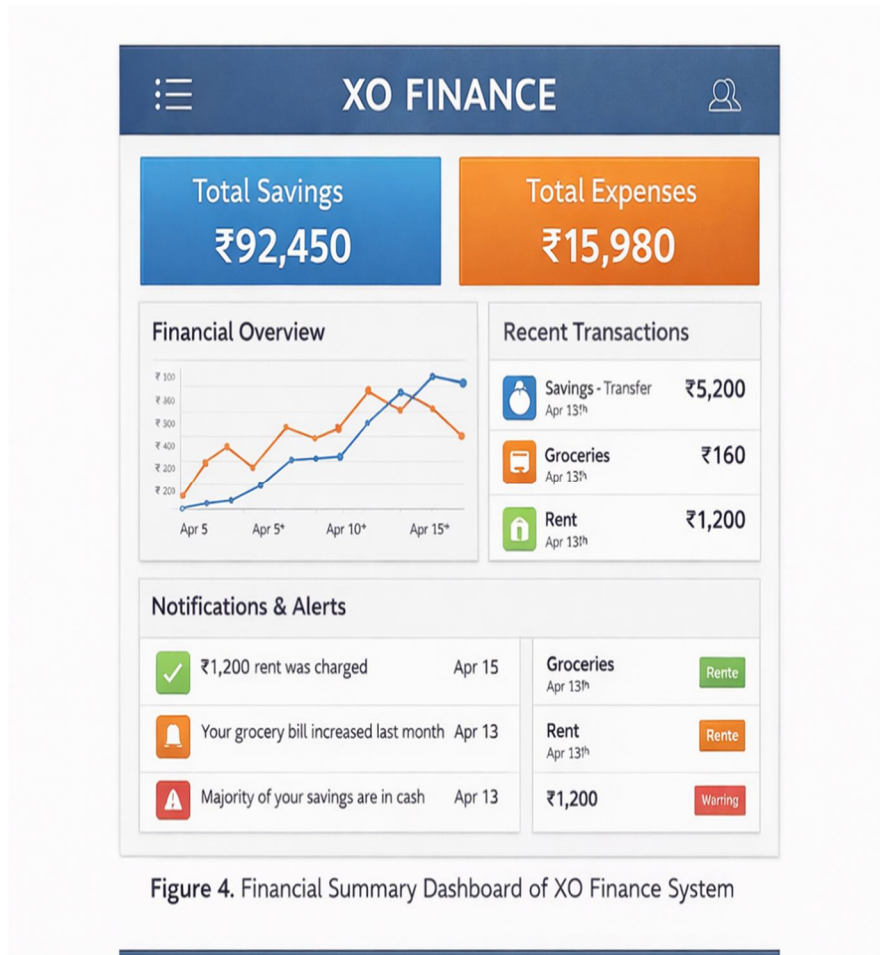 XO FINANCE
Total Savings
₹92,450
Total Expenses
₹15,980
Financial Overview
₹ 100
₹ 300
₹ 400
₹ 200
₹ 200
Apr 5
Apr 5*
Apr 10*
Apr 15*
Recent Transactions
Savings - Transfer ₹5,200
Apr 13th
Groceries ₹160
Apr 13th
Rent ₹1,200
Apr 13th
Notifications & Alerts
₹1,200 rent was charged Apr 15
Your grocery bill increased last month Apr 13
Majority of your savings are in cash Apr 13
Groceries Rente
Apr 13th
Rent Rente
Apr 13th
₹1,200 Warring
Figure 4. Financial Summary Dashboard of XO Finance System